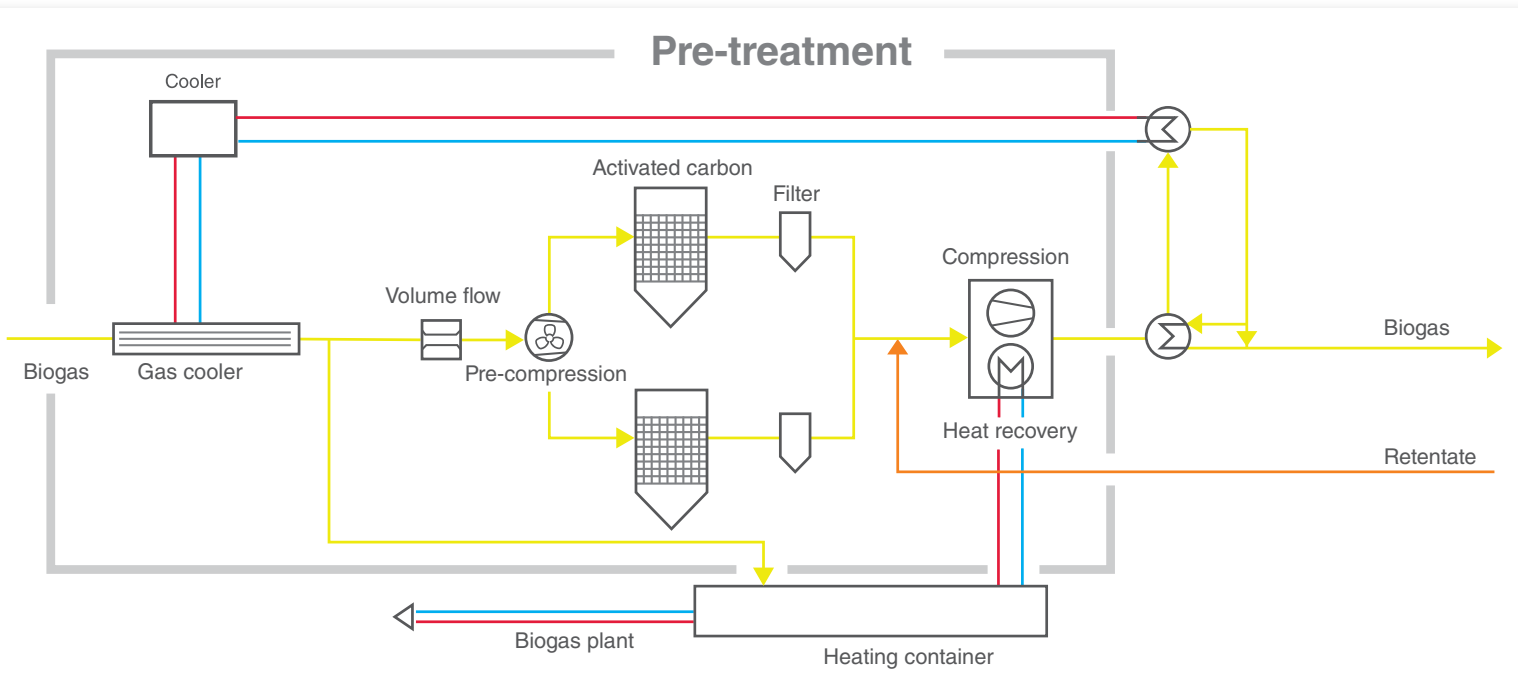 Pre-treatment
Cooler
Activated carbon
Filter
Compression
Volume flow
Biogas
Biogas
Gas cooler
Pre-compression
Heat recovery
Retentate
Biogas plant
Heating container